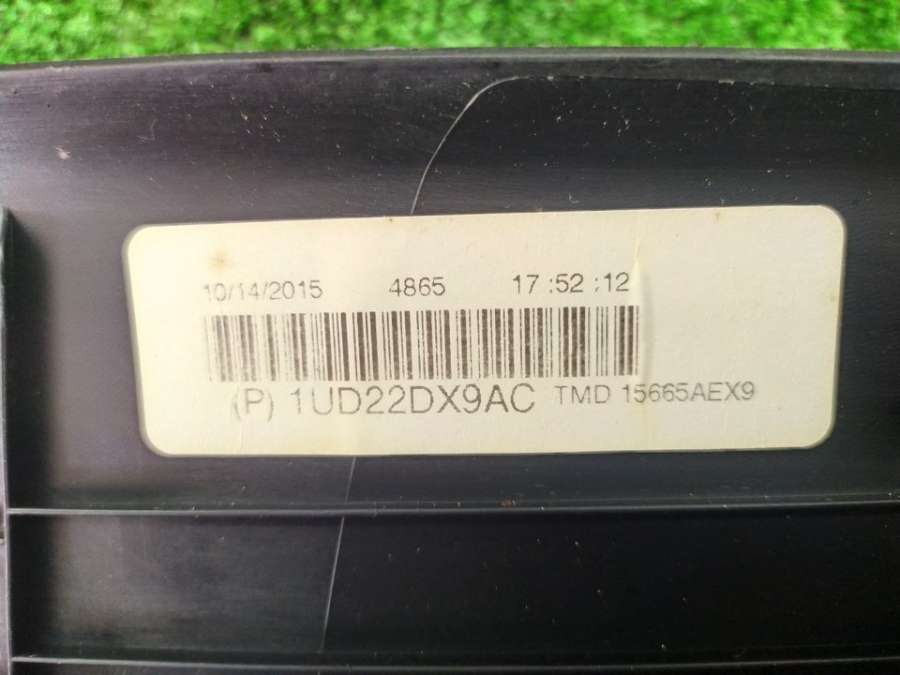 10/14/2015 4865 17 :52 :12
(P) 1UD22DX9AC TMD 15665AEX9